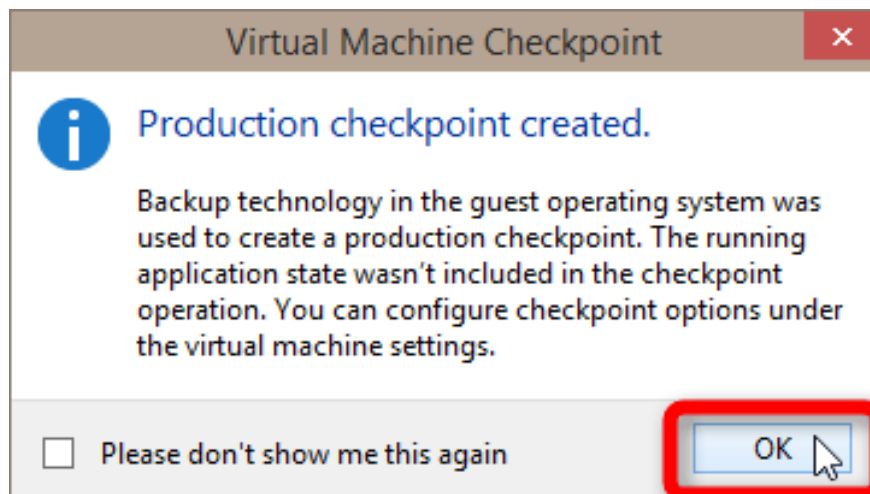 Virtual Machine Checkpoint
Production checkpoint created.
Backup technology in the guest operating system was
used to create a production checkpoint. The running
application state wasn't included in the checkpoint
operation. You can configure checkpoint options under
the virtual machine settings.
Please don't show me this again
OK